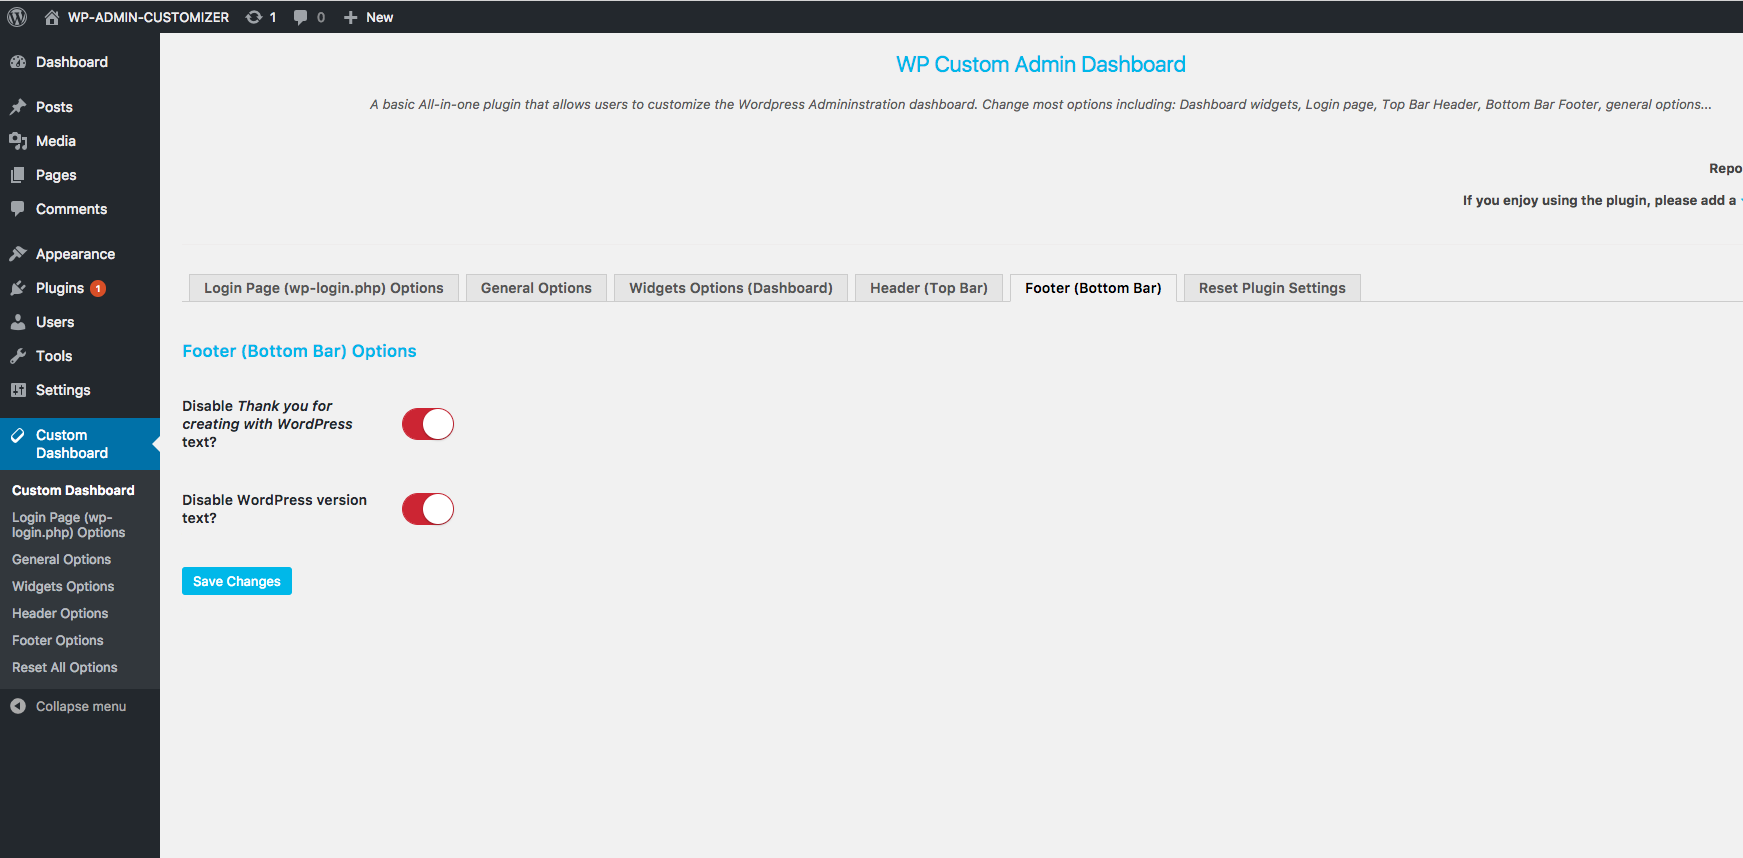 WP-ADMIN-CUSTOMIZER 1 0 New
Dashboard
Posts
Media
Pages
Comments
Appearance
Plugins 1
Users
Tools
Settings
Custom
Dashboard
Custom Dashboard
Login Page (wp-
login.php) Options
General Options
Widgets Options
Header Options
Footer Options
Reset All Options
Collapse menu
WP Custom Admin Dashboard
A basic All-in-one plugin that allows users to customize the Wordpress Admininstration dashboard. Change most options including: Dashboard widgets, Login page, Top Bar Header, Bottom Bar Footer, general options...
Repo
If you enjoy using the plugin, please add a
Login Page (wp-login.php) Options General Options Widgets Options (Dashboard) Header (Top Bar) Footer (Bottom Bar) Reset Plugin Settings
Footer (Bottom Bar) Options
Disable Thank you for
creating with WordPress
text?
Disable WordPress version
text?
Save Changes